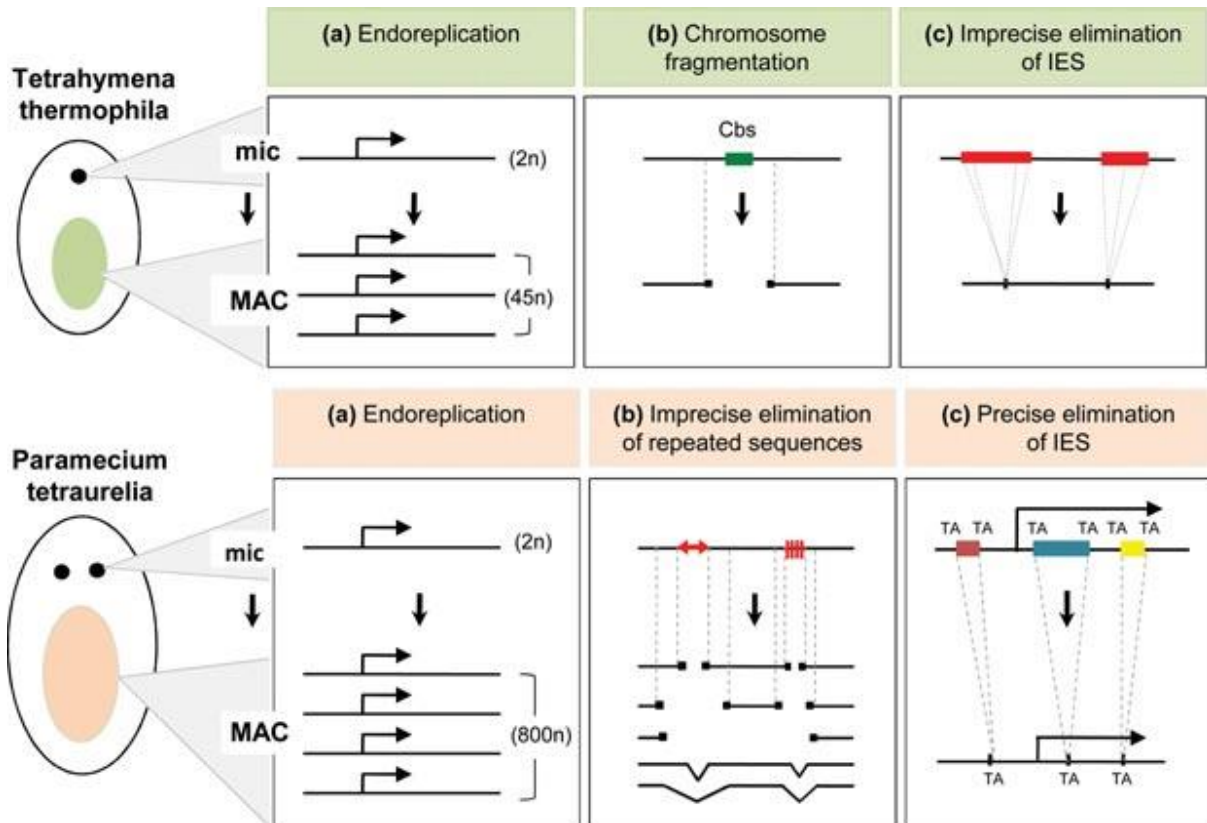 (a) Endoreplication
(b) Chromosome
fragmentation
(c) Imprecise elimination
of IES
Tetrahymena
thermophila
mic
(2n)
MAC
(45n)
Cbs
(a) Endoreplication
(b) Imprecise elimination
of repeated sequences
(c) Precise elimination
of IES
Paramecium
tetraurelia
mic
(2n)
MAC
(800n)
TA TA TA TA TA TA
TA TA TA